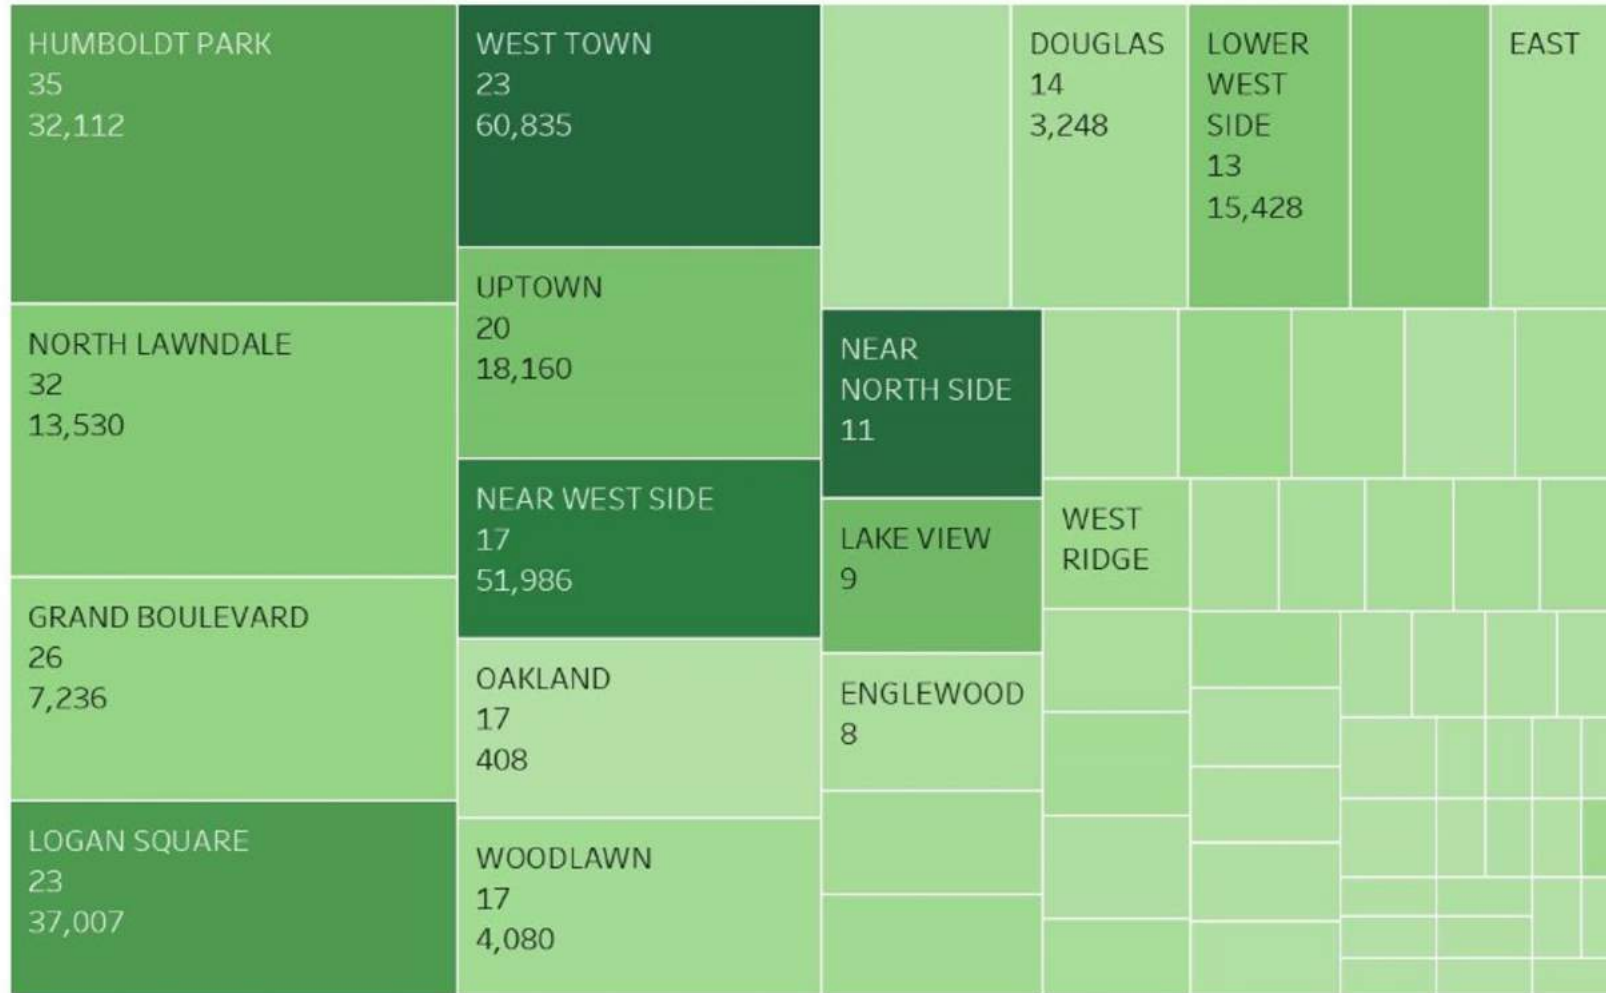 HUMBOLDT PARK
35
32,112
NORTH LAWNDALE
32
13,530
GRAND BOULEVARD
26
7,236
LOGAN SQUARE
23
37,007
WEST TOWN
23
60,835
UPTOWN
20
18,160
NEAR WEST SIDE
17
51,986
OAKLAND
17
408
WOODLAWN
17
4,080
DOUGLAS
14
3,248
LOWER
WEST
SIDE
13
15,428
EAST
NEAR
NORTH SIDE
11
LAKE VIEW
9
ENGLEWOOD
8
WEST
RIDGE